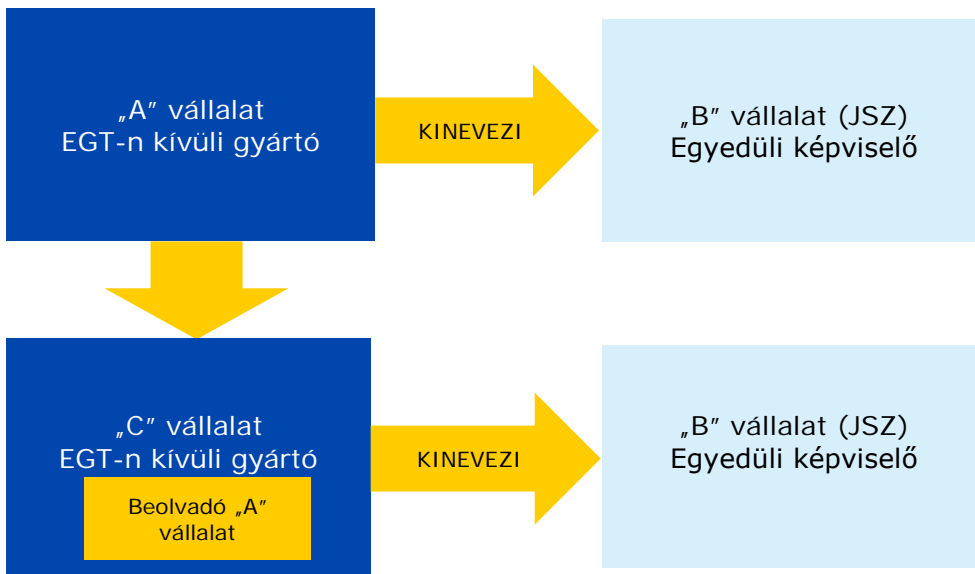 „A” vállalat
EGT-n kívüli gyártó
KINEVEZI
„B” vállalat (JSZ)
Egyedüli képviselő
„C” vállalat
EGT-n kívüli gyártó
Beolvadó „A”
vállalat
KINEVEZI
„B” vállalat (JSZ)
Egyedüli képviselő